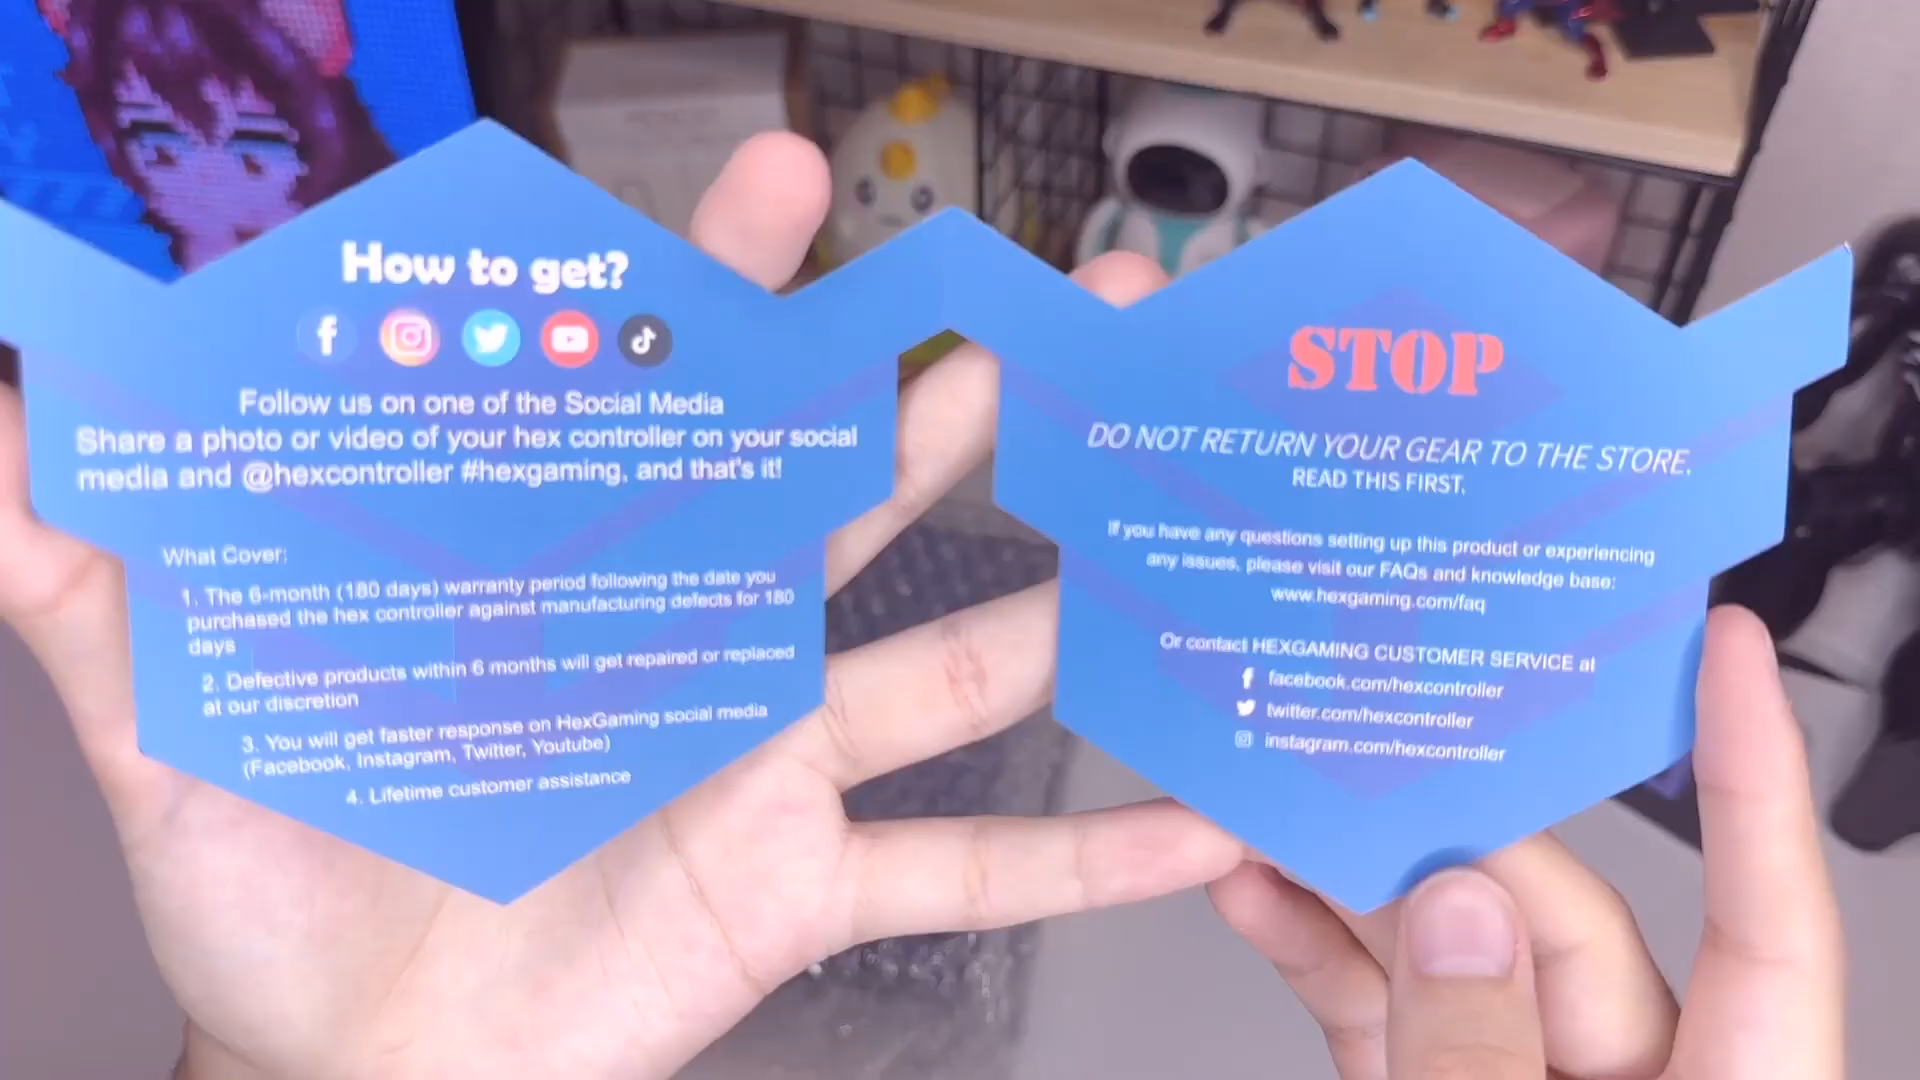 How to get?
Follow us on one of the Social Media
Share a photo or video of your hex controller on your social
media and @hexcontroller #hexgaming, and that's it!
What Cover:
1. The 6-month (180 days) warranty period following the date you
purchased the hex controller against manufacturing defects for 180
days
2. Defective products within 6 months will get repaired or replaced
at our discretion
3. You will get faster response on HexGaming social media
(Facebook, Instagram, Twitter, Youtube)
4. Lifetime customer assistance
STOP
DO NOT RETURN YOUR GEAR TO THE STORE.
READ THIS FIRST.
If you have any questions setting up this product or experiencing
any issues, please visit our FAQs and knowledge base:
www.hexgaming.com/faq
Or contact HEXGAMING CUSTOMER SERVICE at
facebook.com/hexcontroller
twitter.com/hexcontroller
instagram.com/hexcontroller